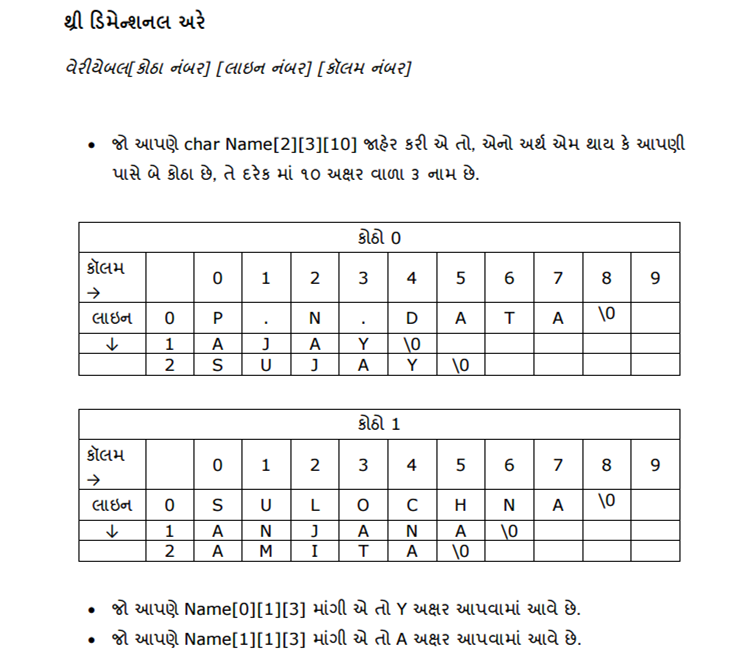 થ્રી ડિમેન્શનલ અરે
વેરીયેબલ[કોઠા નંબર] [લાઇન નંબર] [કૉલમ નંબર]
• જો આપણે char Name[2][3][10] જાહેર કરી એ તો, એનો અર્થ એમ થાય કે આપણી
પાસે બે કોઠા છે, તે દરેક માં ૧૦ અક્ષર વાળા ૩ નામ છે.
કોઠો 0
કૉલમ → 0 1 2 3 4 5 6 7 8 9
લાઇન 0 P . N . D A T A \0
↓ 1 A J A Y \0
2 S U J A Y \0
કોઠો 1
કૉલમ → 0 1 2 3 4 5 6 7 8 9
લાઇન 0 S U L O C H N A \0
↓ 1 A N J A N A \0
2 A M I T A \0
• જો આપણે Name[0][1][3] માંગી એ તો Y અક્ષર આપવામાં આવે છે.
• જો આપણે Name[1][1][3] માંગી એ તો A અક્ષર આપવામાં આવે છે.